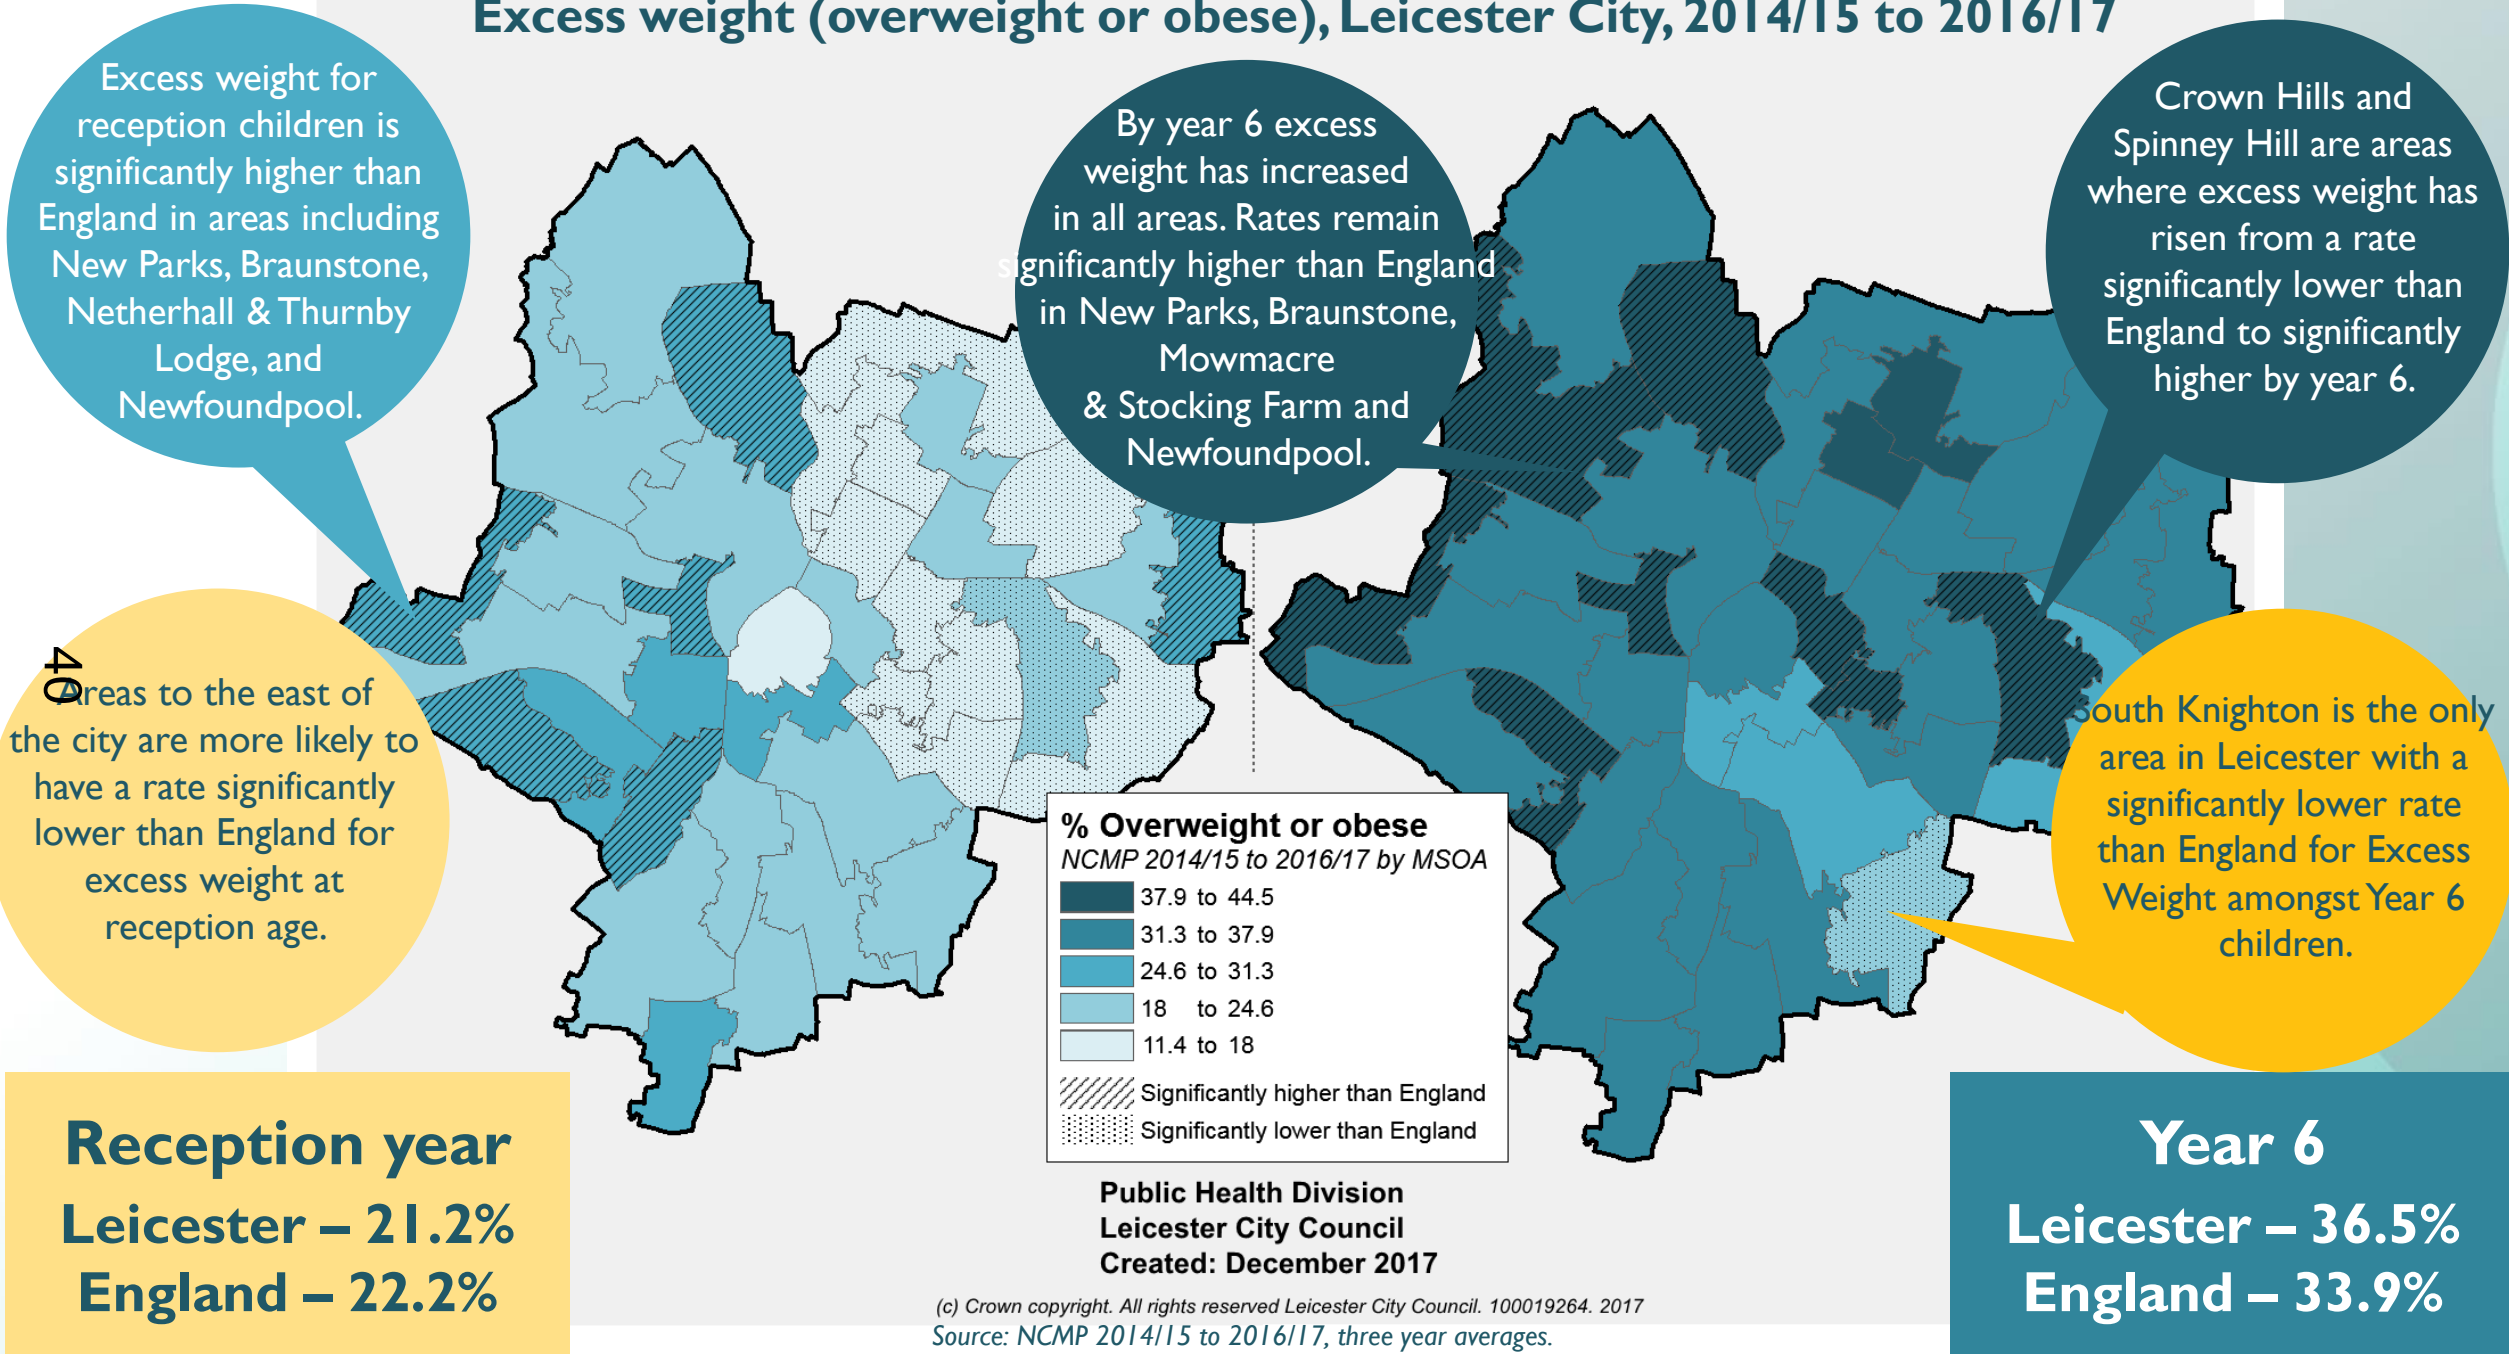 Excess weight (overweight or obese), Leicester City, 2014/15 to 2016/17
Excess weight for
reception children is
significantly higher than
England in areas including
New Parks, Braunstone,
Netherhall & Thurnby
Lodge, and
Newfoundpool.
By year 6 excess
weight has increased
in all areas. Rates remain
significantly higher than England
in New Parks, Braunstone,
Mowmacre
& Stocking Farm and
Newfoundpool.
Crown Hills and
Spinney Hill are areas
where excess weight has
risen from a rate
significantly lower than
England to significantly
higher by year 6.
40
Areas to the east of
the city are more likely to
have a rate significantly
lower than England for
excess weight at
reception age.
South Knighton is the only
area in Leicester with a
significantly lower rate
than England for Excess
Weight amongst Year 6
children.
% Overweight or obese
NCMP 2014/15 to 2016/17 by MSOA
37.9 to 44.5
31.3 to 37.9
24.6 to 31.3
18 to 24.6
11.4 to 18
Significantly higher than England
Significantly lower than England
Reception year
Leicester – 21.2%
England – 22.2%
Year 6
Leicester – 36.5%
England – 33.9%
Public Health Division
Leicester City Council
Created: December 2017
(c) Crown copyright. All rights reserved Leicester City Council. 100019264. 2017
Source: NCMP 2014/15 to 2016/17, three year averages.